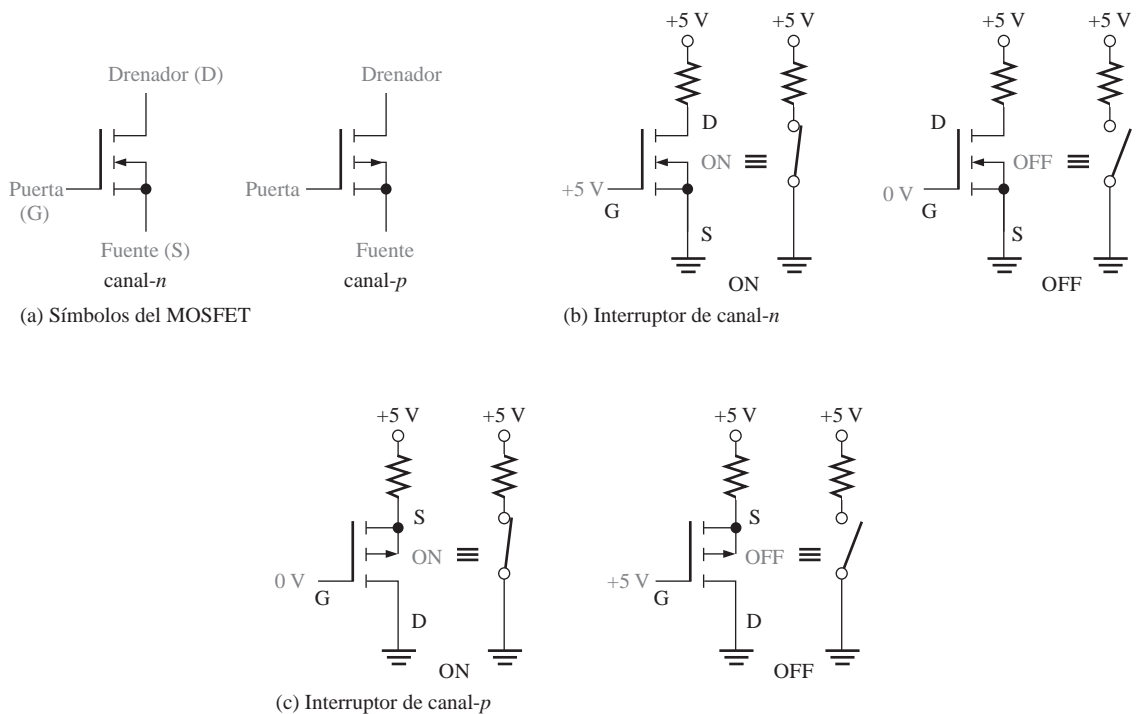 +5 V +5 V +5 V +5 V
Drenador (D) Drenador
D D
ON OFF
Puerta Puerta +5 V 0 V
(G) G G
S S
Fuente (S) Fuente
canal-n canal-p
ON OFF
(a) Símbolos del MOSFET (b) Interruptor de canal-n
+5 V +5 V +5 V +5 V
S S
ON OFF
0 V +5 V
G G
D D
ON OFF
(c) Interruptor de canal-p